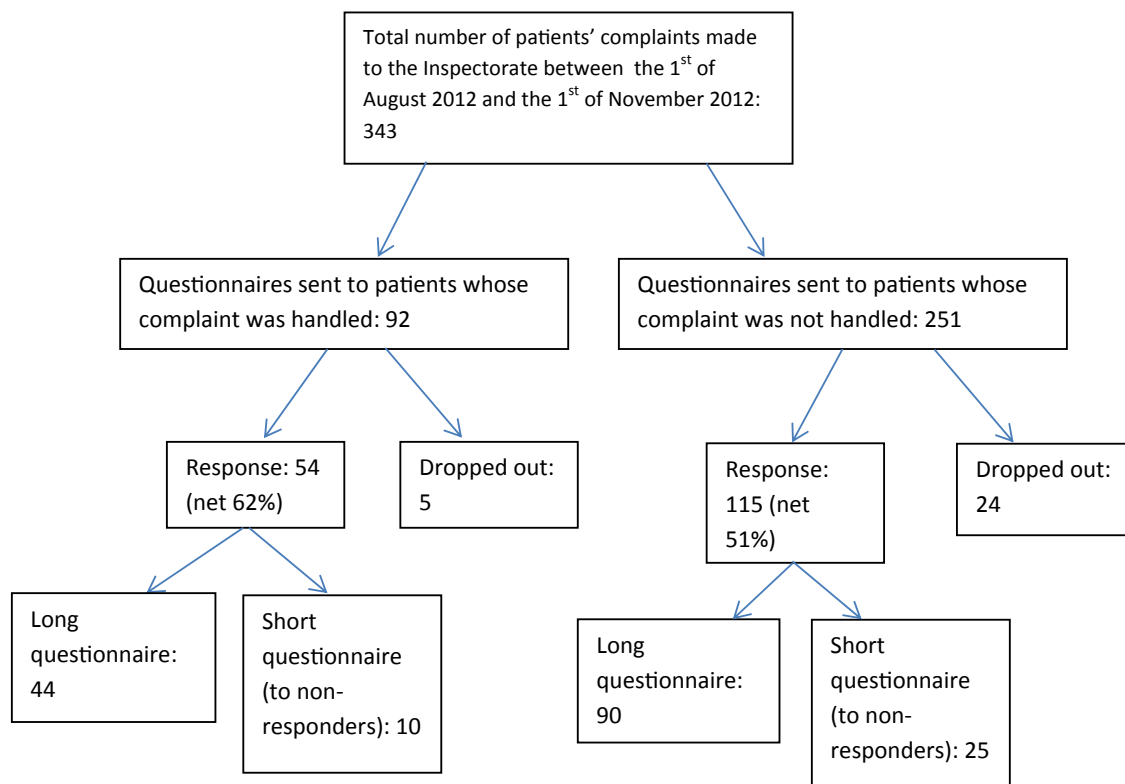 Total number of patients’ complaints made
to the Inspectorate between the 1st of
August 2012 and the 1st of November 2012:
343
Questionnaires sent to patients whose
complaint was handled: 92
Questionnaires sent to patients whose
complaint was not handled: 251
Response: 54
(net 62%)
Dropped out:
5
Response:
115 (net
51%)
Dropped out:
24
Long
questionnaire:
44
Short
questionnaire
(to non-
responders): 10
Long
questionnaire:
90
Short
questionnaire
(to non-
responders): 25